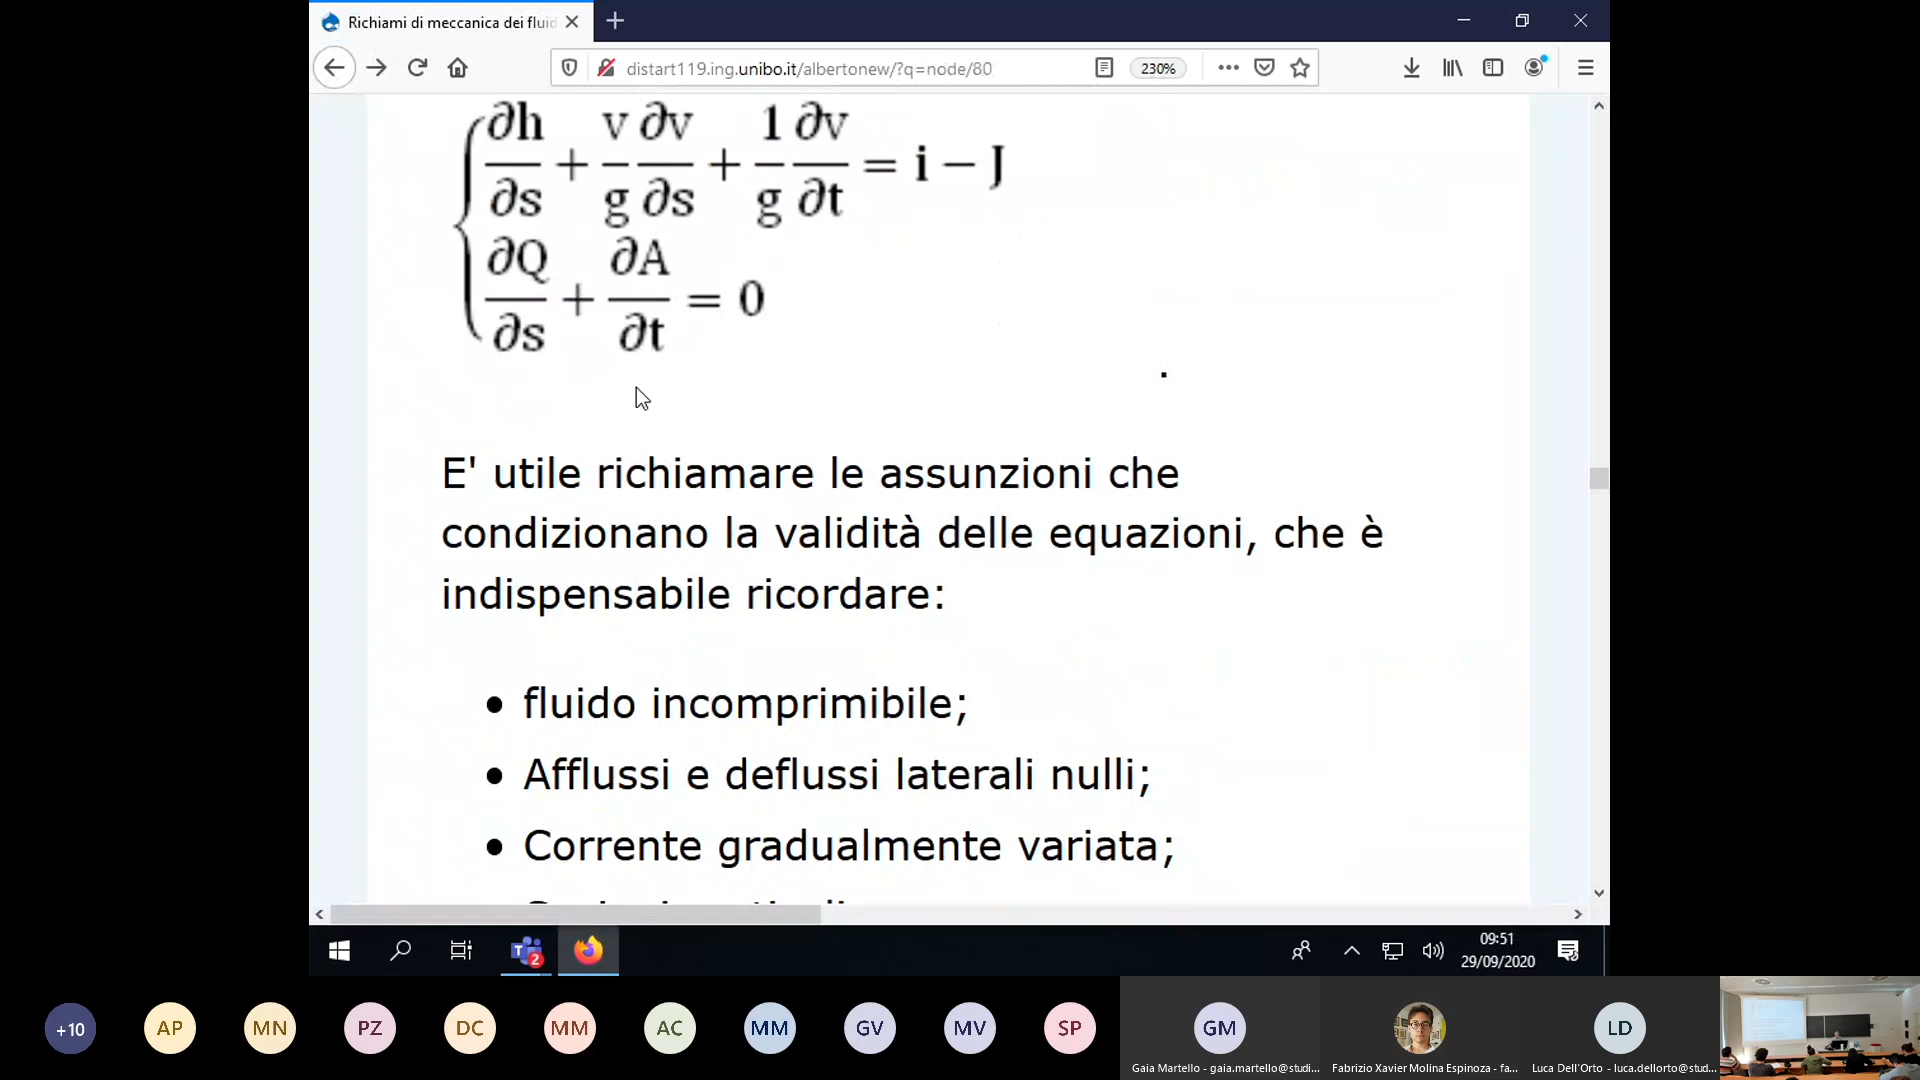 Richiami di meccanica dei fluid
distart119.ing.unibo.it/albertonew/?q=node/80
230%
∂h/∂s + v/g ∂v/∂s + 1/g ∂v/∂t = i − J
∂Q/∂s + ∂A/∂t = 0
.
E' utile richiamare le assunzioni che
condizionano la validità delle equazioni, che è
indispensabile ricordare:
• fluido incomprimibile;
• Afflussi e deflussi laterali nulli;
• Corrente gradualmente variata;
2
09:51
29/09/2020
+10
AP
MN
PZ
DC
MM
AC
MM
GV
MV
SP
GM
LD
Gaia Martello - gaia.martello@studi...
Fabrizio Xavier Molina Espinoza - fa...
Luca Dell'Orto - luca.dellorto@stud...